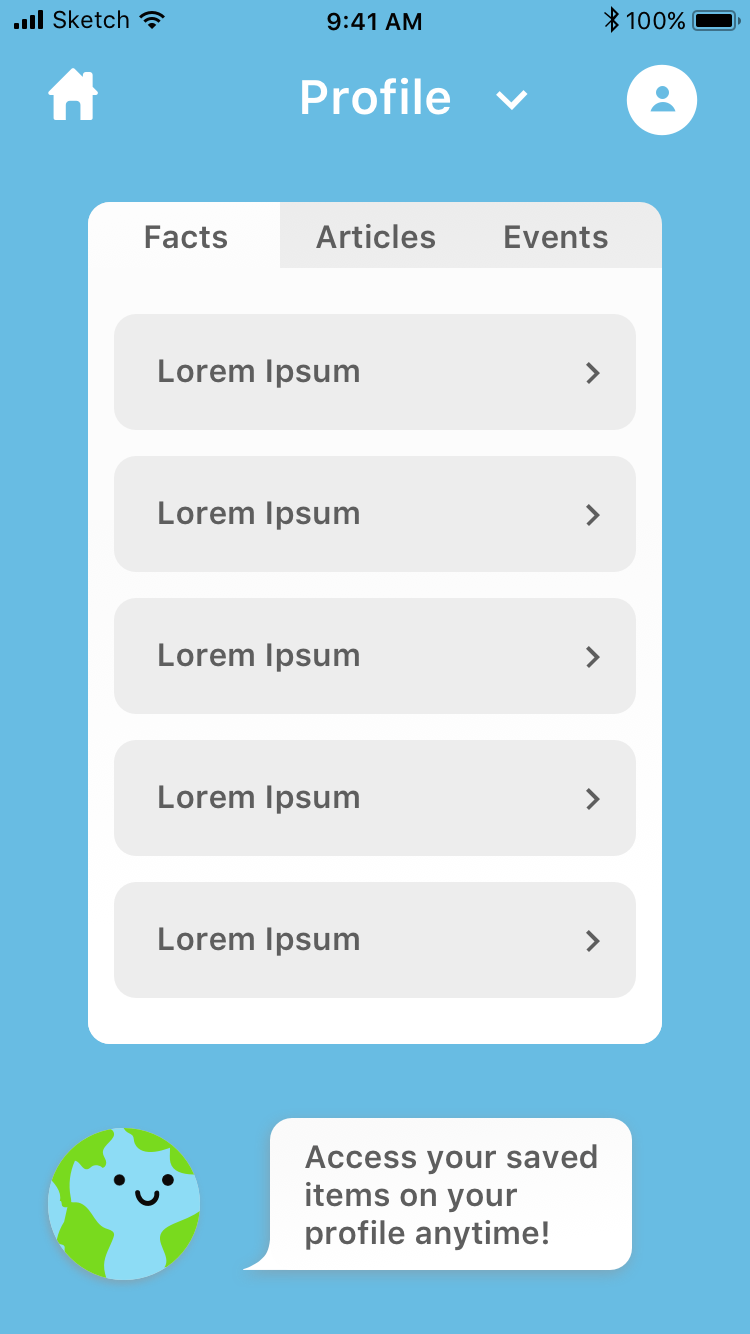 Sketch 9:41 AM 100%
Profile
Facts Articles Events
Lorem Ipsum
Lorem Ipsum
Lorem Ipsum
Lorem Ipsum
Lorem Ipsum
Access your saved
items on your
profile anytime!